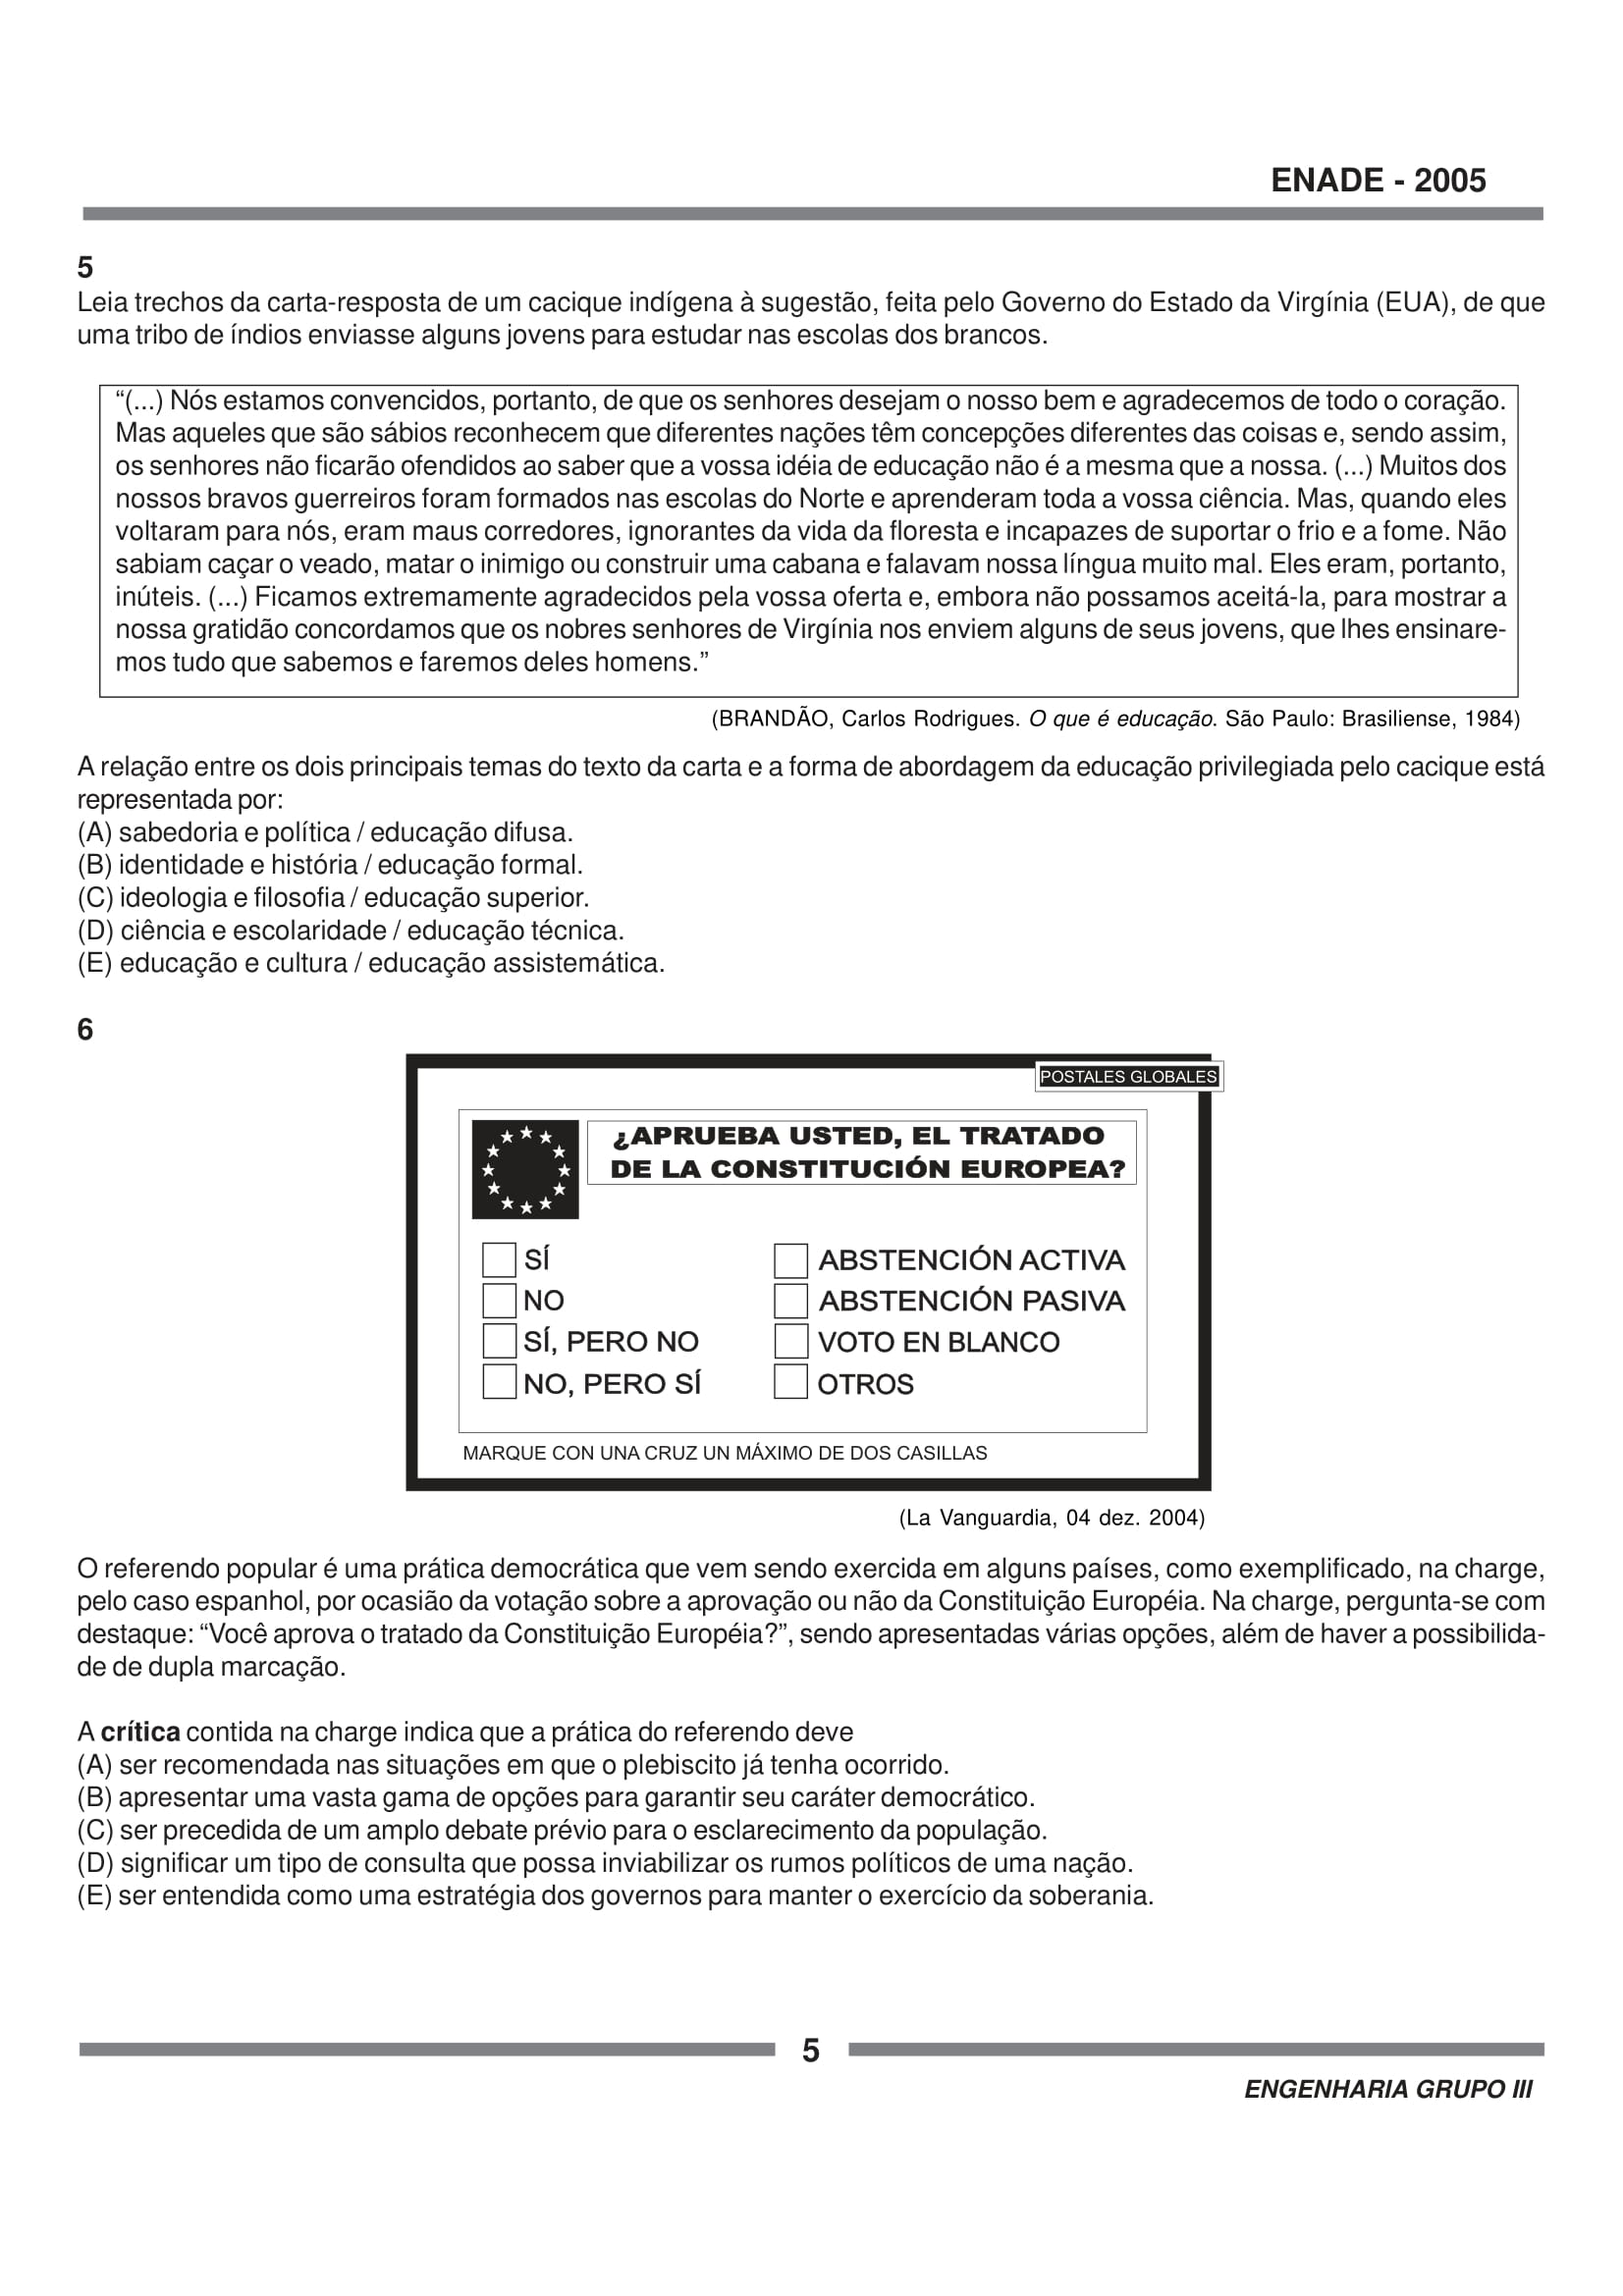 ENADE - 2005
5
Leia trechos da carta-resposta de um cacique indígena à sugestão, feita pelo Governo do Estado da Virgínia (EUA), de que
uma tribo de índios enviasse alguns jovens para estudar nas escolas dos brancos.
“(...) Nós estamos convencidos, portanto, de que os senhores desejam o nosso bem e agradecemos de todo o coração.
Mas aqueles que são sábios reconhecem que diferentes nações têm concepções diferentes das coisas e, sendo assim,
os senhores não ficarão ofendidos ao saber que a vossa idéia de educação não é a mesma que a nossa. (...) Muitos dos
nossos bravos guerreiros foram formados nas escolas do Norte e aprenderam toda a vossa ciência. Mas, quando eles
voltaram para nós, eram maus corredores, ignorantes da vida da floresta e incapazes de suportar o frio e a fome. Não
sabiam caçar o veado, matar o inimigo ou construir uma cabana e falavam nossa língua muito mal. Eles eram, portanto,
inúteis. (...) Ficamos extremamente agradecidos pela vossa oferta e, embora não possamos aceitá-la, para mostrar a
nossa gratidão concordamos que os nobres senhores de Virgínia nos enviem alguns de seus jovens, que lhes ensinare-
mos tudo que sabemos e faremos deles homens.”
(BRANDÃO, Carlos Rodrigues. O que é educação. São Paulo: Brasiliense, 1984)
A relação entre os dois principais temas do texto da carta e a forma de abordagem da educação privilegiada pelo cacique está
representada por:
(A) sabedoria e política / educação difusa.
(B) identidade e história / educação formal.
(C) ideologia e filosofia / educação superior.
(D) ciência e escolaridade / educação técnica.
(E) educação e cultura / educação assistemática.
6
POSTALES GLOBALES
¿APRUEBA USTED, EL TRATADO
DE LA CONSTITUCIÓN EUROPEA?
SÍ
NO
SÍ, PERO NO
NO, PERO SÍ
ABSTENCIÓN ACTIVA
ABSTENCIÓN PASIVA
VOTO EN BLANCO
OTROS
MARQUE CON UNA CRUZ UN MÁXIMO DE DOS CASILLAS
(La Vanguardia, 04 dez. 2004)
O referendo popular é uma prática democrática que vem sendo exercida em alguns países, como exemplificado, na charge,
pelo caso espanhol, por ocasião da votação sobre a aprovação ou não da Constituição Européia. Na charge, pergunta-se com
destaque: “Você aprova o tratado da Constituição Européia?”, sendo apresentadas várias opções, além de haver a possibilida-
de de dupla marcação.
A crítica contida na charge indica que a prática do referendo deve
(A) ser recomendada nas situações em que o plebiscito já tenha ocorrido.
(B) apresentar uma vasta gama de opções para garantir seu caráter democrático.
(C) ser precedida de um amplo debate prévio para o esclarecimento da população.
(D) significar um tipo de consulta que possa inviabilizar os rumos políticos de uma nação.
(E) ser entendida como uma estratégia dos governos para manter o exercício da soberania.
5
ENGENHARIA GRUPO III